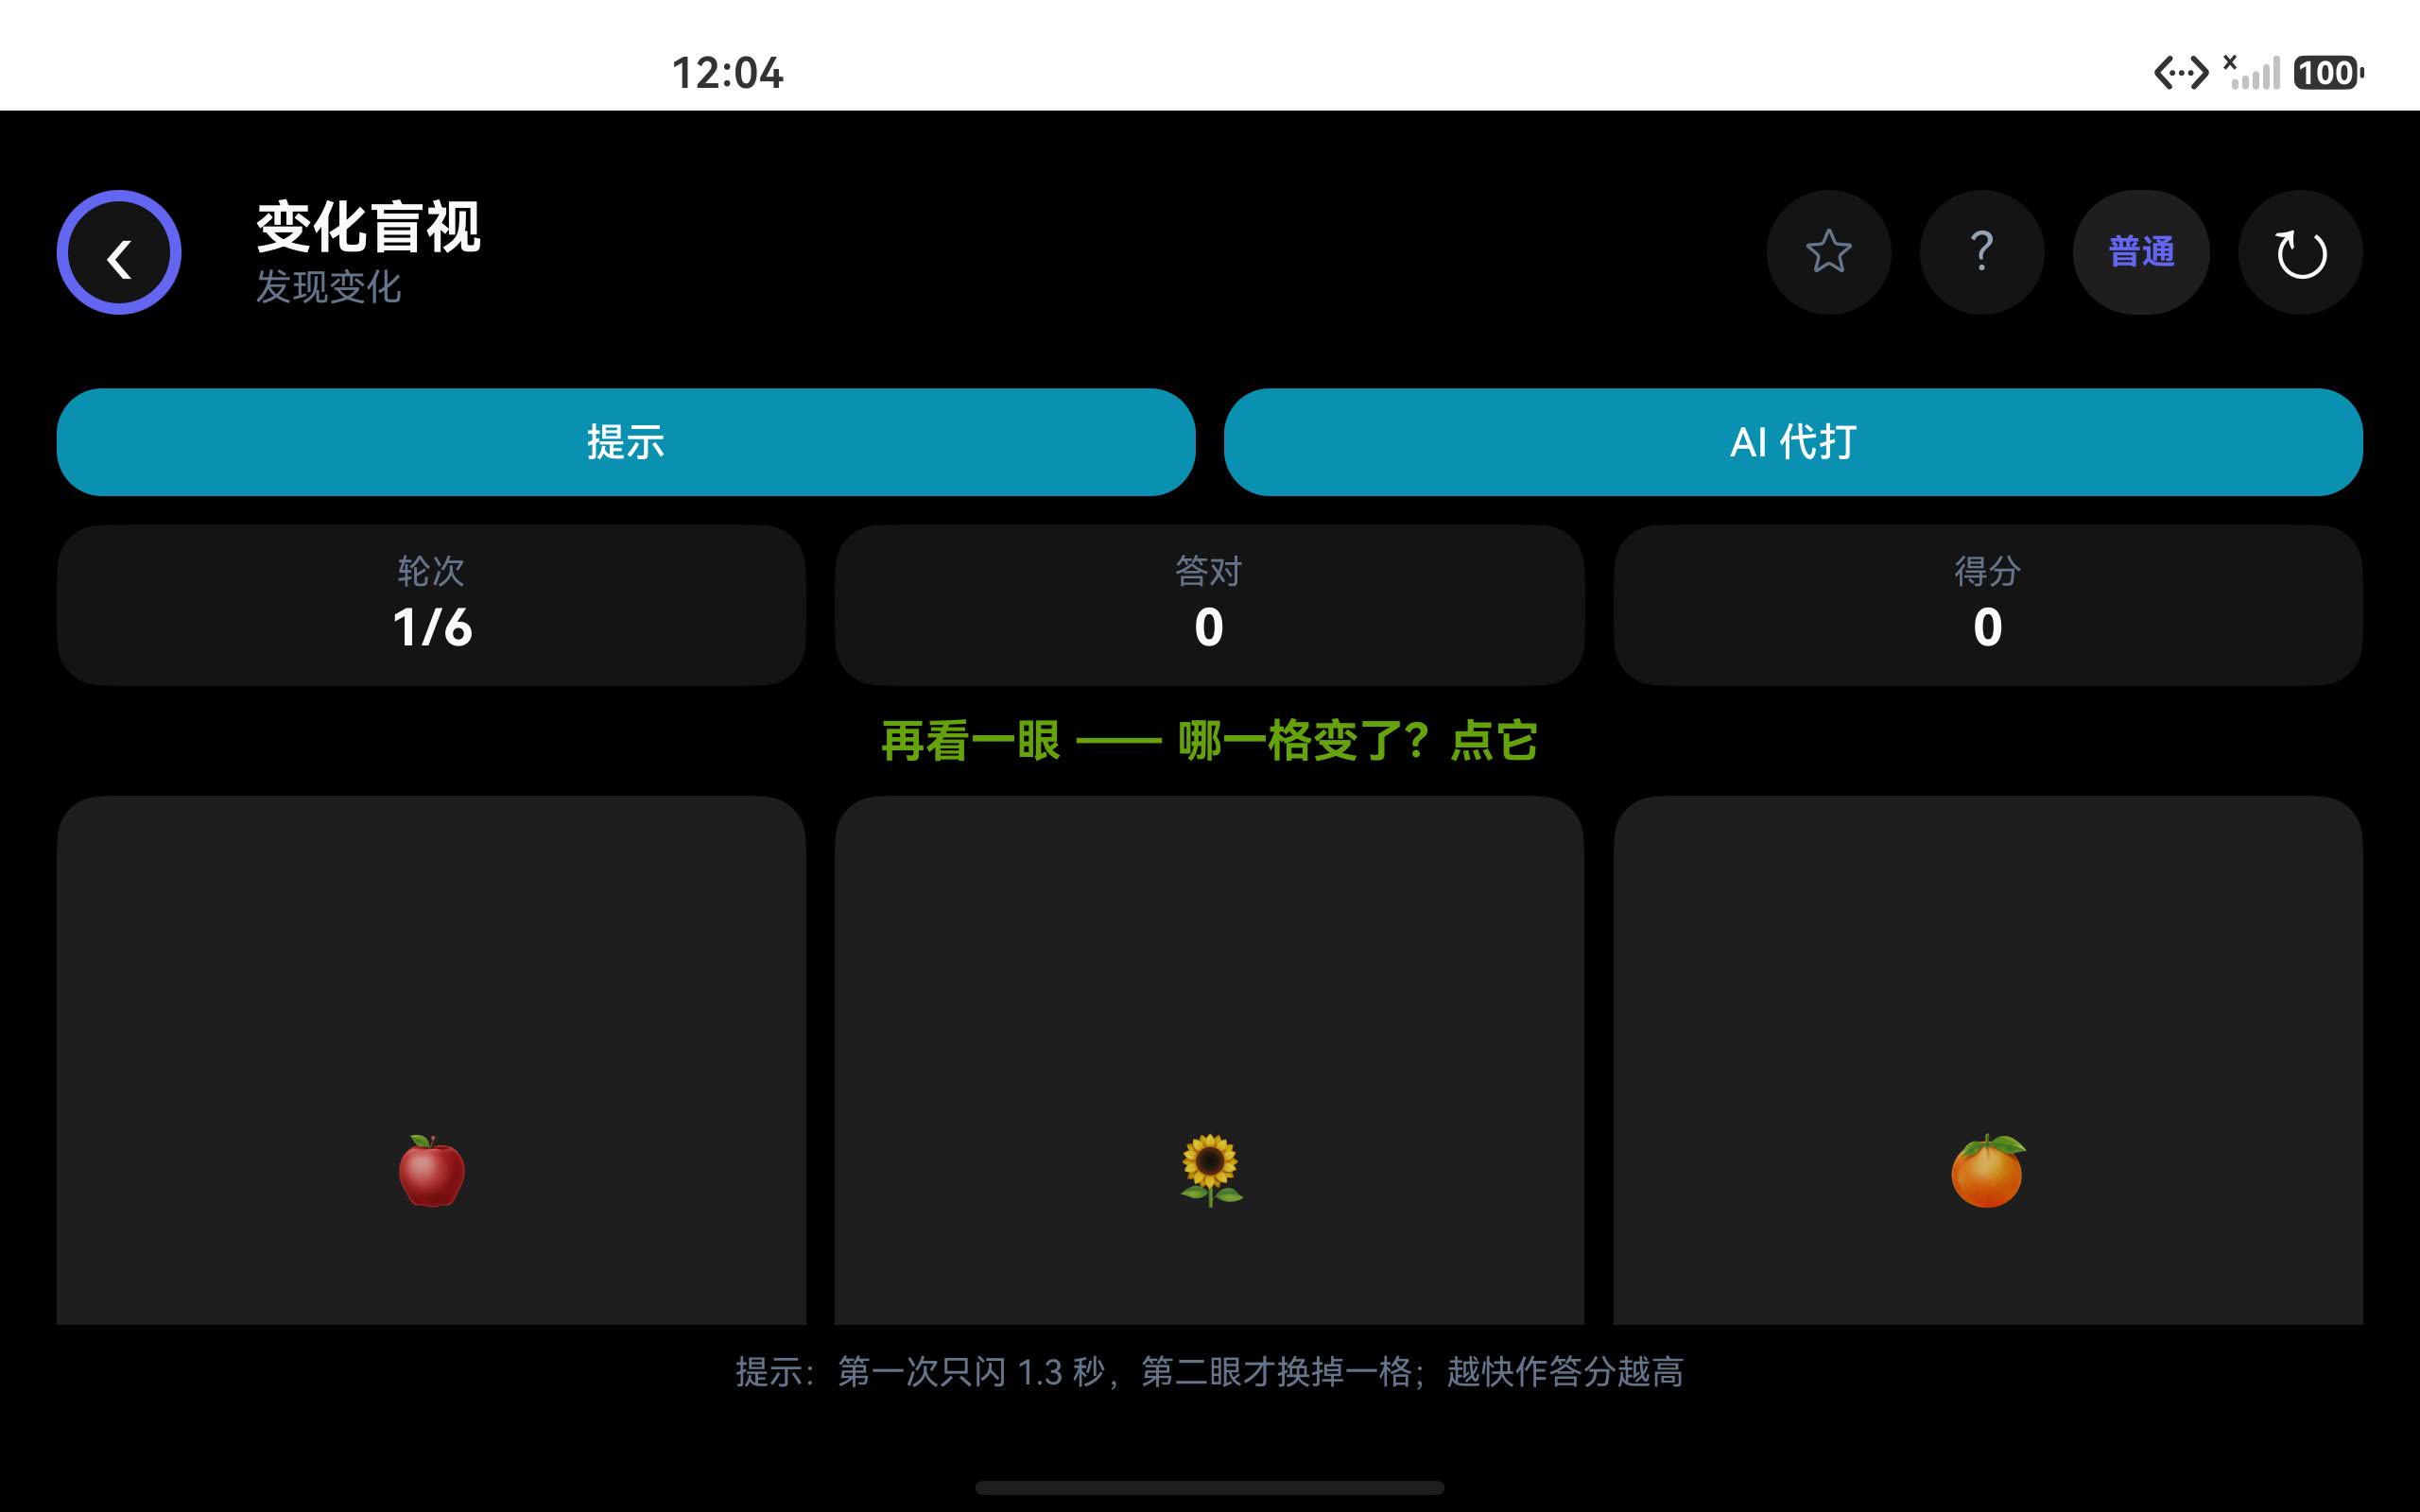 12:04
100
变化盲视
发现变化
?
普通
提示
AI 代打
轮次
1/6
答对
0
得分
0
再看一眼 —— 哪一格变了？点它
提示：第一次只闪 1.3 秒，第二眼才换掉一格；越快作答分越高